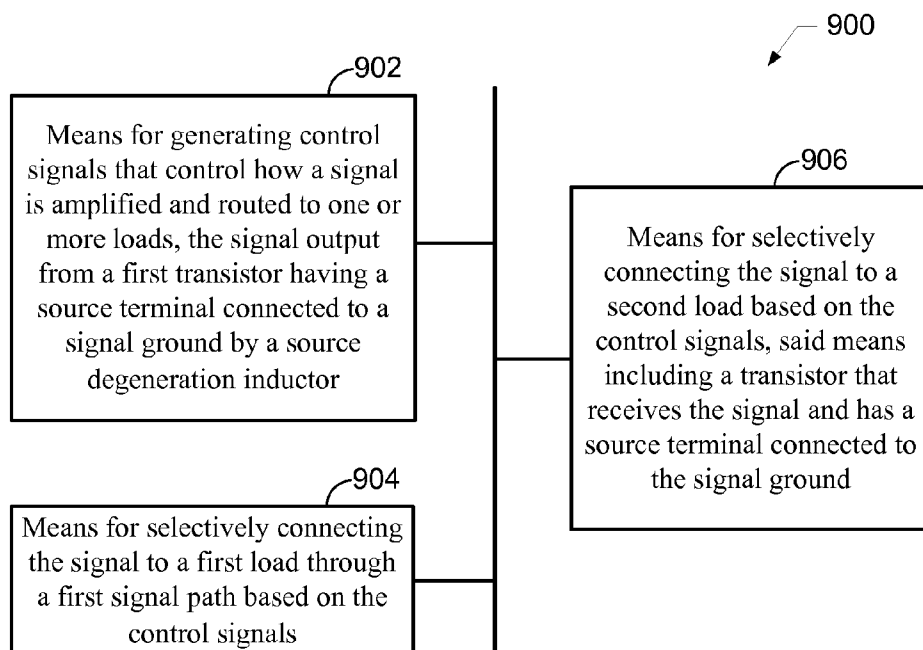 900
902
Means for generating control
signals that control how a signal
is amplified and routed to one or
more loads, the signal output
from a first transistor having a
source terminal connected to a
signal ground by a source
degeneration inductor
904
Means for selectively connecting
the signal to a first load through
a first signal path based on the
control signals
906
Means for selectively
connecting the signal to a
second load based on the
control signals, said means
including a transistor that
receives the signal and has a
source terminal connected to
the signal ground